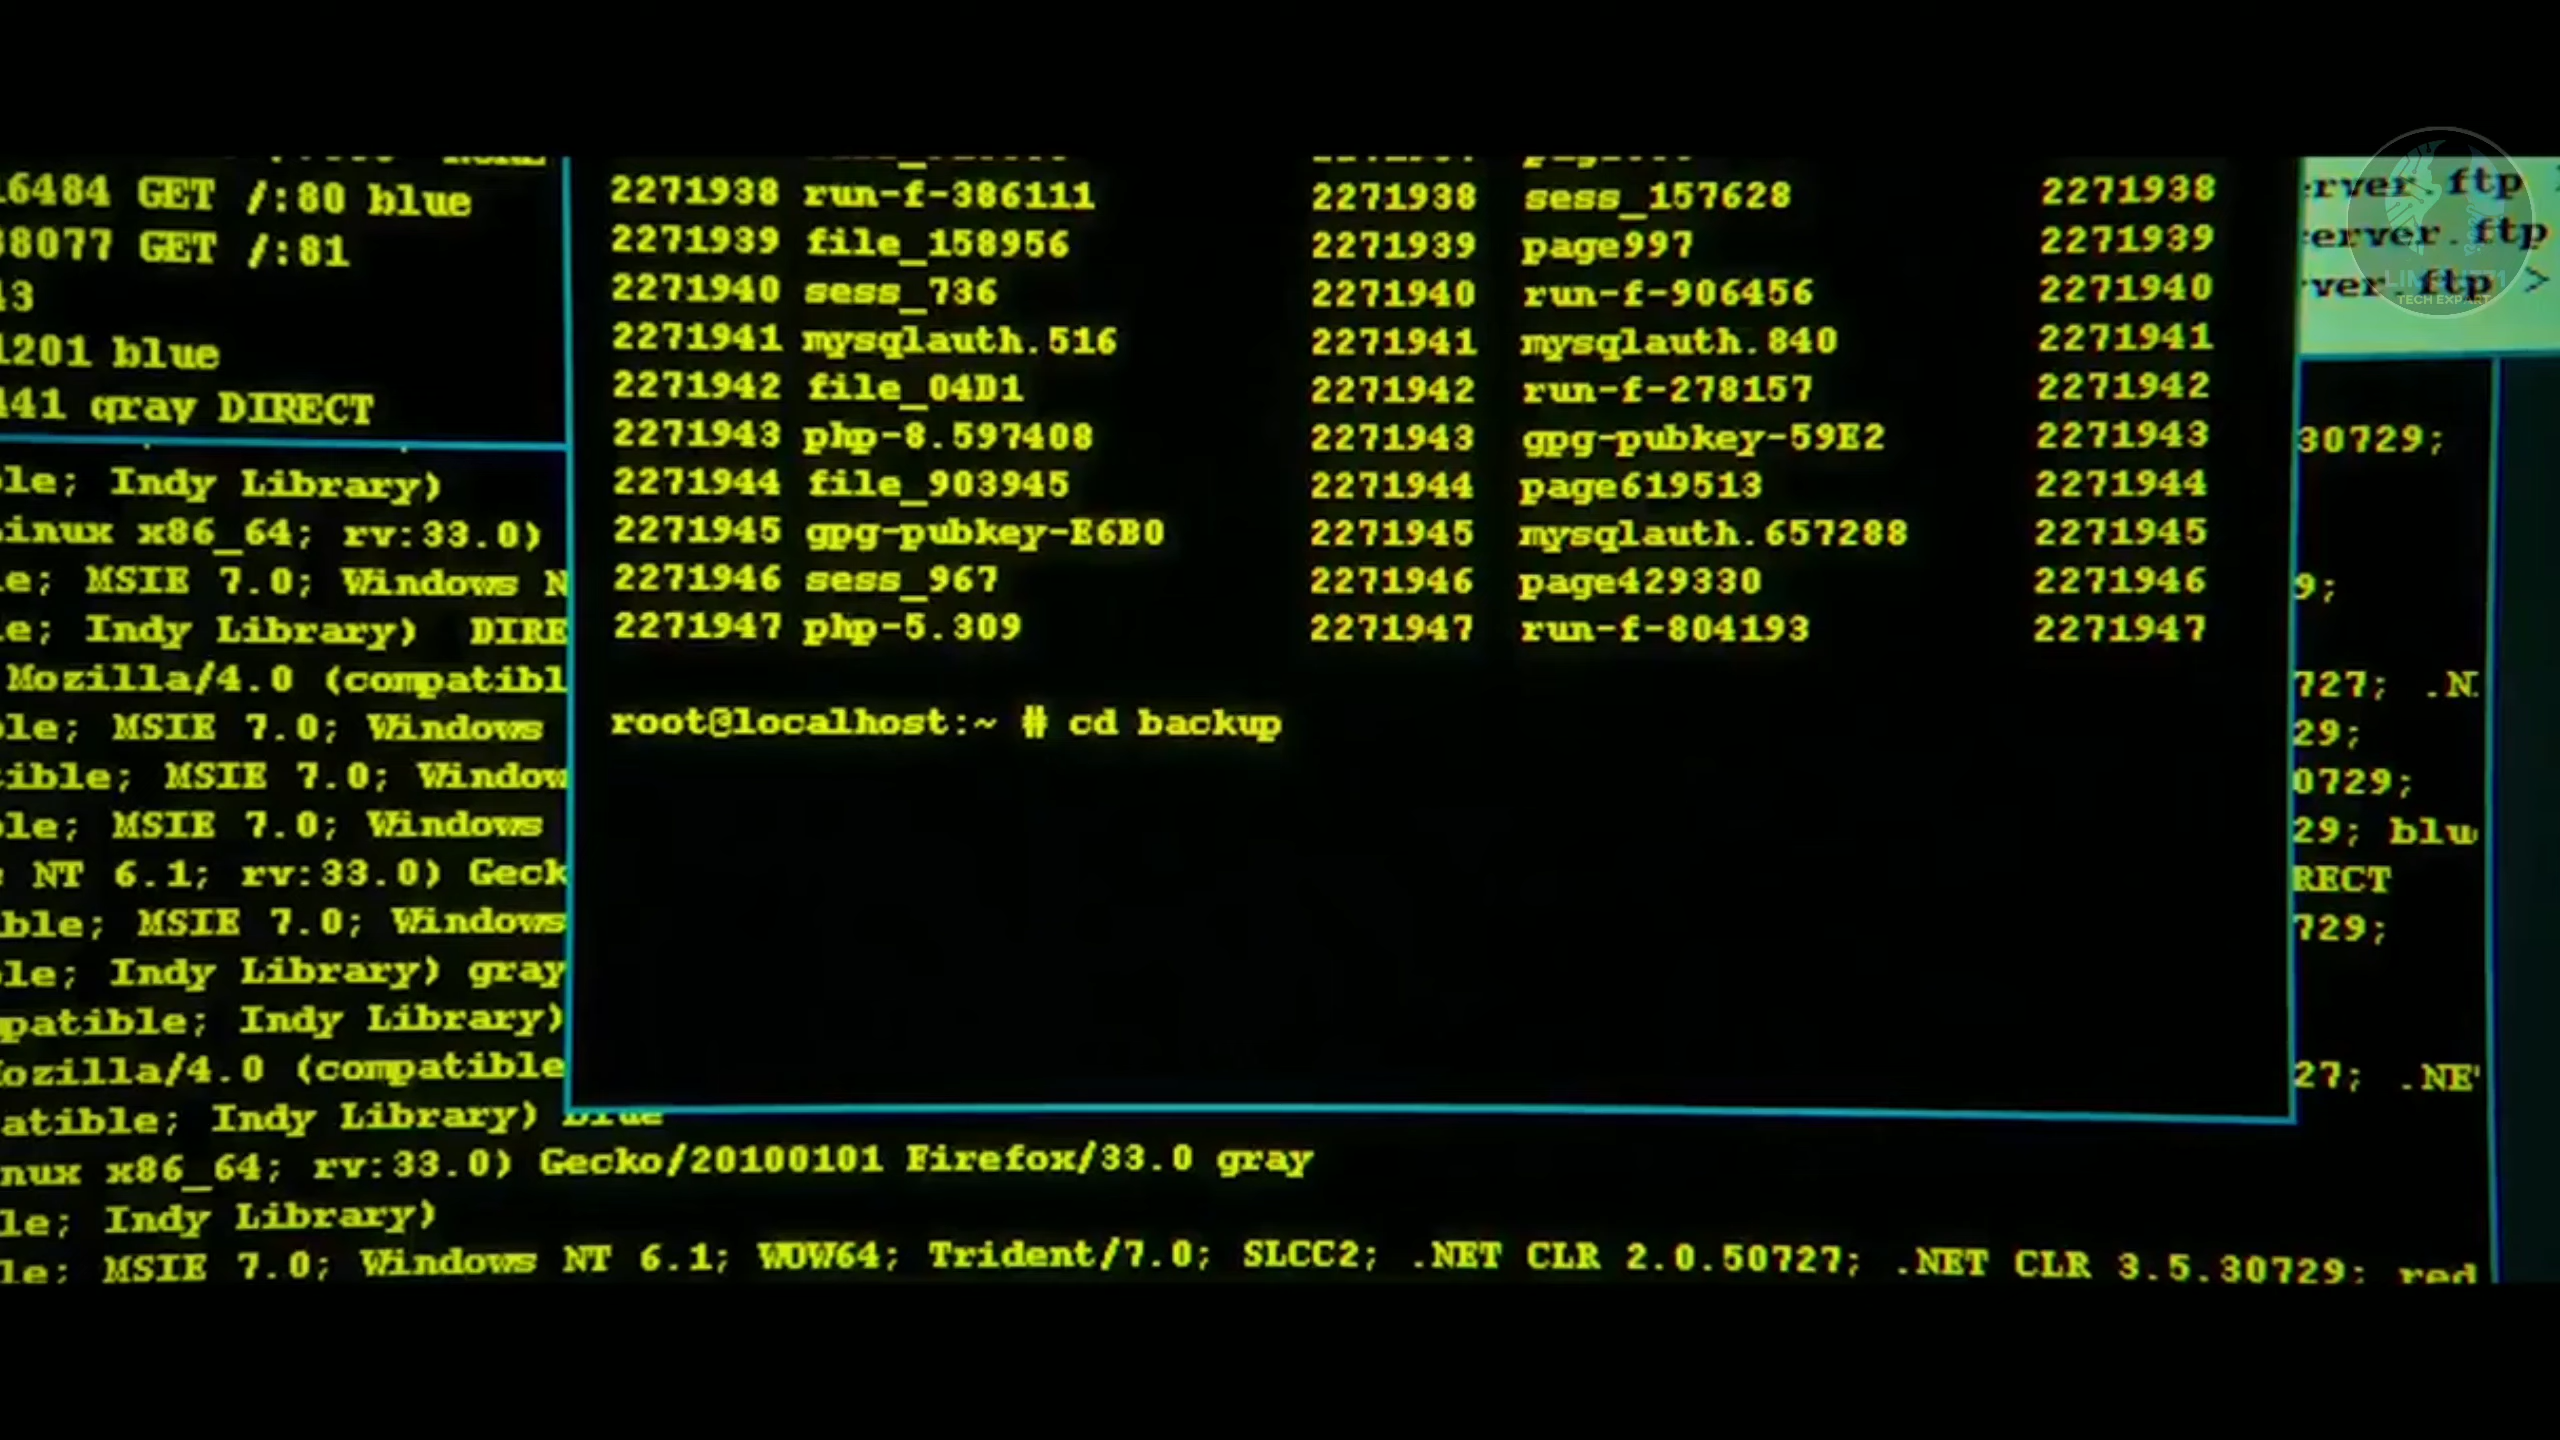 16484 GET /:80 blue
38077 GET /:81
13
1201 blue
441 gray DIRECT
2271938 run-f-386111 2271938 sess_157628 2271938
2271939 file_158956 2271939 page997 2271939
2271940 sess_736 2271940 run-f-906456 2271940
2271941 mysqlauth.516 2271941 mysqlauth.840 2271941
2271942 file_04D1 2271942 run-f-278157 2271942
2271943 php-8.597408 2271943 gpg-pubkey-59E2 2271943
2271944 file_903945 2271944 page619513 2271944
2271945 gpg-pubkey-E6B0 2271945 mysqlauth.657288 2271945
2271946 sess_967 2271946 page429330 2271946
2271947 php-5.309 2271947 run-f-804193 2271947
root@localhost:~ # cd backup
erver.ftp
erver.ftp
rver.ftp >
TECH EXPART
le; Indy Library)
inux x86_64; rv:33.0)
e; MSIE 7.0; Windows N
e; Indy Library) DIRE
Mozilla/4.0 (compatibl
le; MSIE 7.0; Windows
ible; MSIE 7.0; Window
le; MSIE 7.0; Windows
NT 6.1; rv:33.0) Geck
ble; MSIE 7.0; Windows
le; Indy Library) gray
patible; Indy Library)
ozilla/4.0 (compatible
atible; Indy Library) blue
nux x86_64; rv:33.0) Gecko/20100101 Firefox/33.0 gray
le; Indy Library)
le; MSIE 7.0; Windows NT 6.1; WOW64; Trident/7.0; SLCC2; .NET CLR 2.0.50727; .NET CLR 3.5.30729; red
30729;
9;
727; .N
29;
0729;
29; blu
RECT
729;
27; .NE